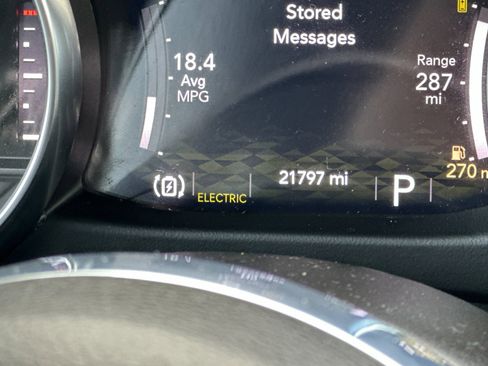 Stored
Messages
18.4
Avg
MPG
Range
287
mi
ELECTRIC
21797 mi
P
270 m